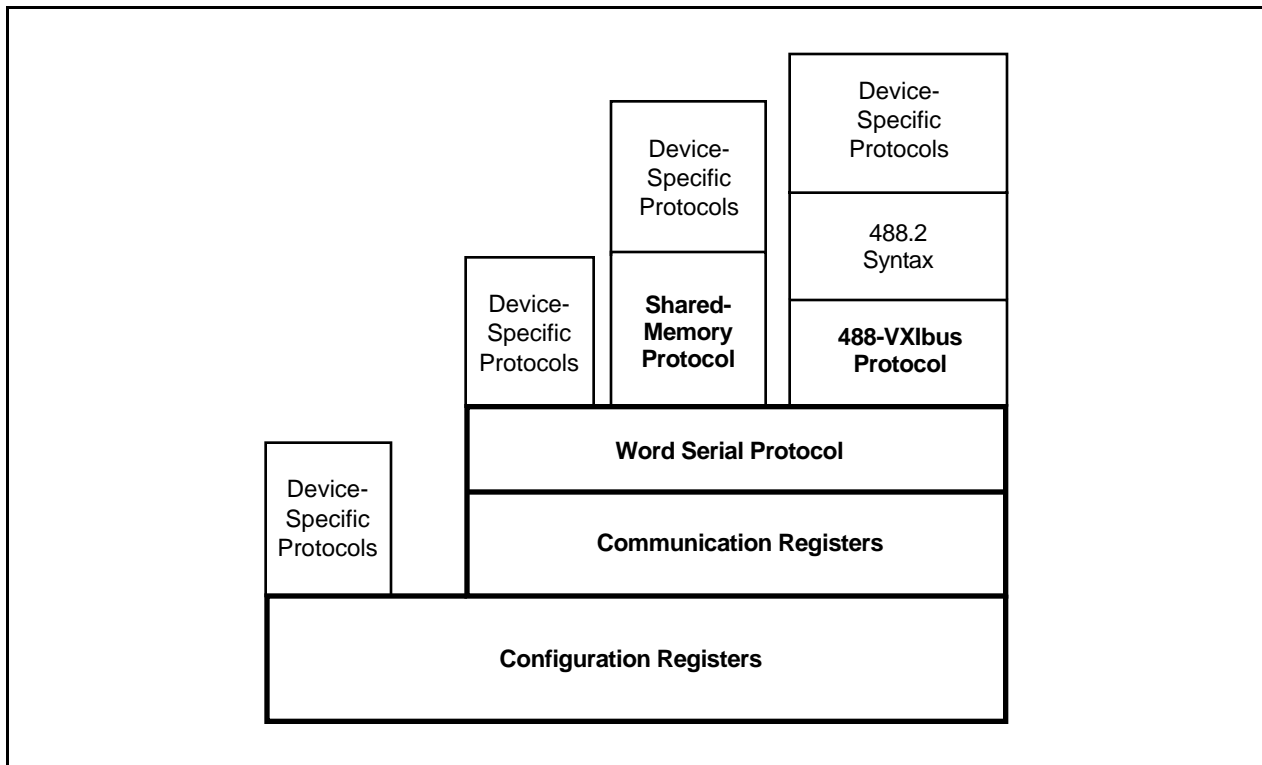 Device-
Specific
Protocols
Device-
Specific
Protocols
488.2
Syntax
Device-
Specific
Protocols
Shared-
Memory
Protocol
488-VXIbus
Protocol
Word Serial Protocol
Device-
Specific
Protocols
Communication Registers
Configuration Registers